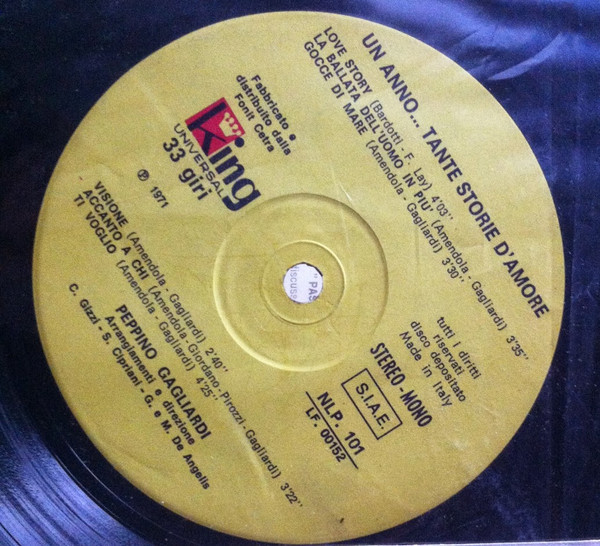 UN ANNO... TANTE STORIE D'AMORE
LOVE STORY (Bardotti - F. Lay) 4'03''
LA BALLATA DELL'UOMO IN PIU' (Amendola - Gagliardi) 3'35''
GOCCE DI MARE (Amendola - Gagliardi) 3'30''
Fabbricato e
distribuito dalla
Fonit Cetra
King
UNIVERSAL
33 giri
℗ 1971
tutti i diritti
riservati
disco depositato
Made in Italy
STEREO-MONO
S.I.A.E.
NLP. 101
LF. 00152
VISIONE (Amendola - Gagliardi) 2'40''
ACCANTO A CHI (Amendola-Giordano-Pirozzi-Gagliardi) 3'22''
TI VOGLIO (Amendola - Gagliardi) 4'25''
PEPPINO GAGLIARDI
Arrangiamenti e direzione
C. Gizzi - S. Cipriani - G. e M. De Angelis